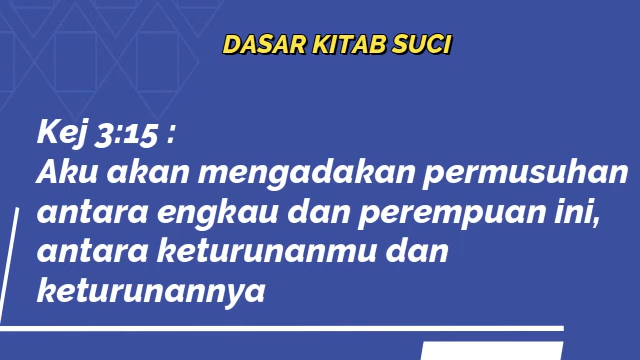 DASAR KITAB SUCI
Kej 3:15 :
Aku akan mengadakan permusuhan
antara engkau dan perempuan ini,
antara keturunanmu dan
keturunannya